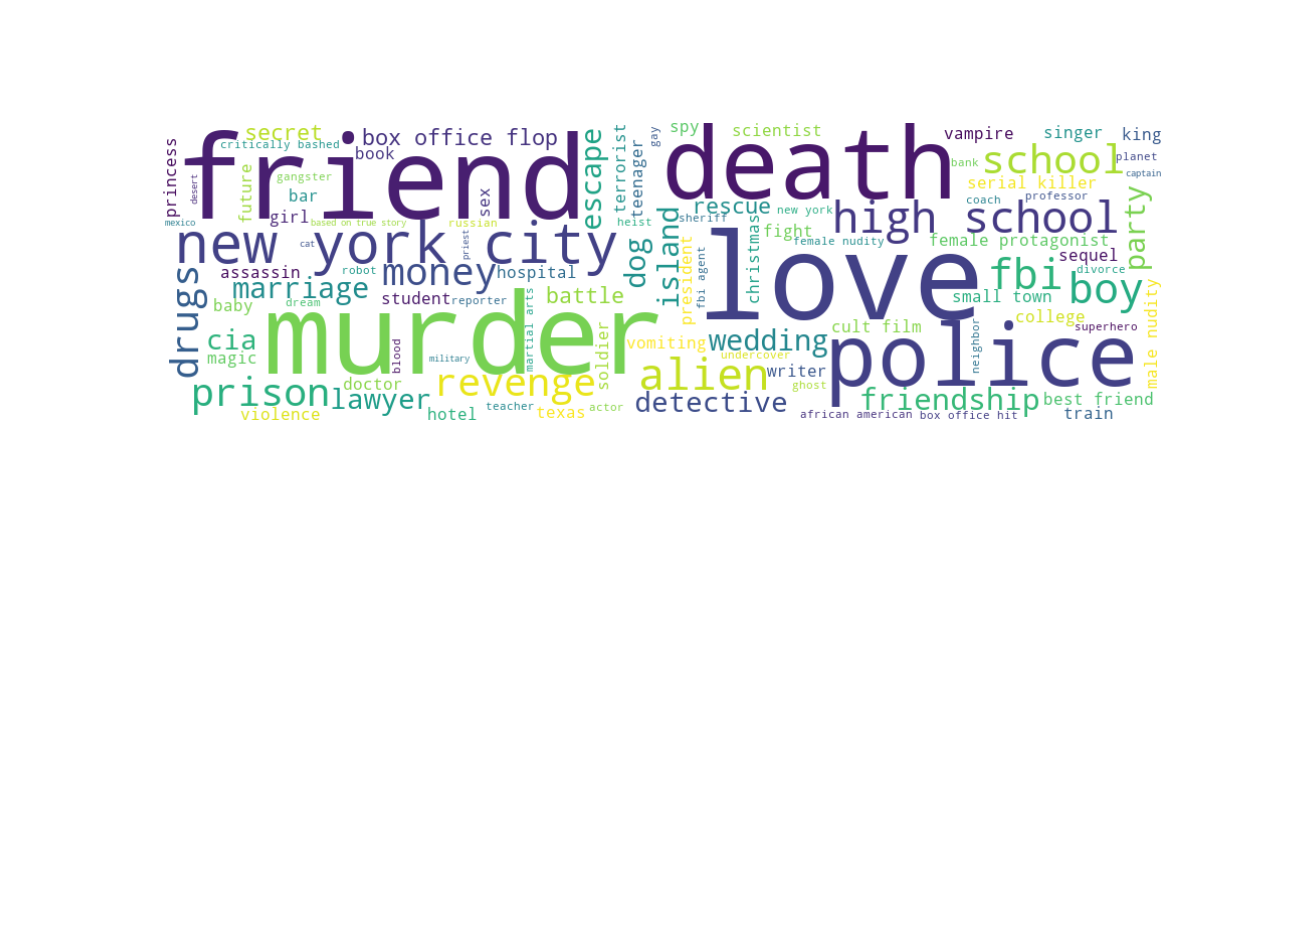 friend
death
love
murder
police
new york city
high school
school
money
alien
fbi
boy
drugs
prison
revenge
detective
friendship
wedding
lawyer
marriage
cia
island
dog
escape
party
box office flop
secret
critically bashed
book
princess
desert
future
gangster
bar
girl
based on true story
sex
russian
mexico
cat
priest
terrorist
teenager
gay
heist
spy
scientist
vampire
singer
king
bank
planet
captain
serial killer
coach
professor
rescue
sheriff
new york
christmas
fight
female nudity
female protagonist
sequel
divorce
president
fbi agent
small town
college
superhero
male nudity
neighbor
cult film
undercover
vomiting
writer
ghost
best friend
train
african american
box office hit
assassin
robot
hospital
student
reporter
battle
baby
dream
martial arts
soldier
magic
blood
military
doctor
violence
hotel
teacher
texas
actor